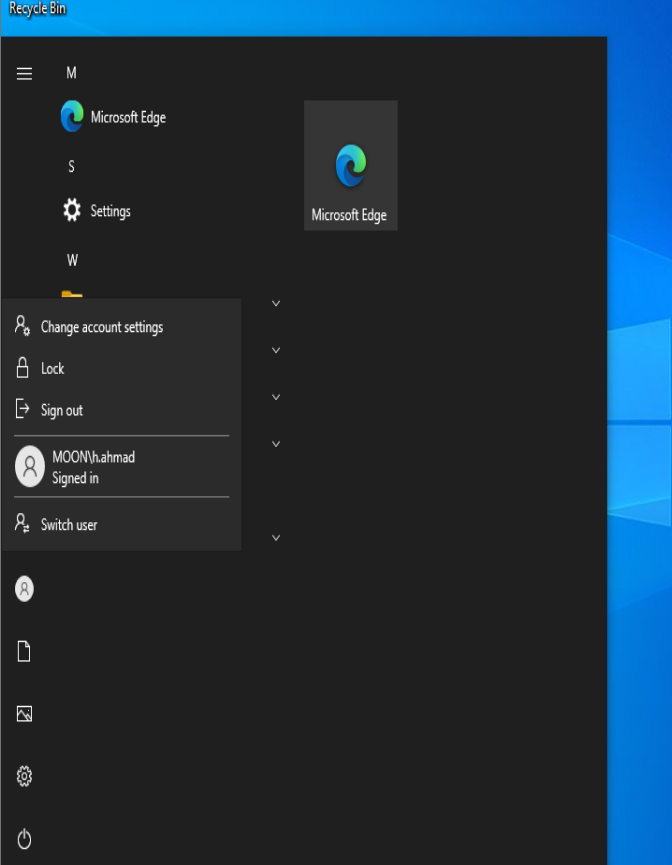 Recycle Bin
M
Microsoft Edge
S
Settings
W
Microsoft Edge
Change account settings
Lock
Sign out
MOON\h.ahmad
Signed in
Switch user